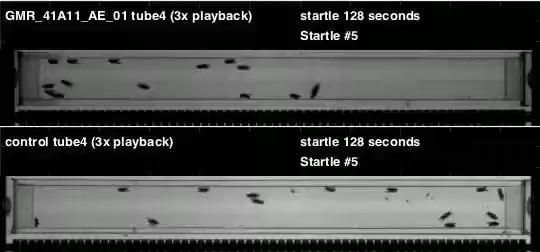 GMR_41A11_AE_01 tube4 (3x playback)
startle 128 seconds
Startle #5
control tube4 (3x playback)
startle 128 seconds
Startle #5